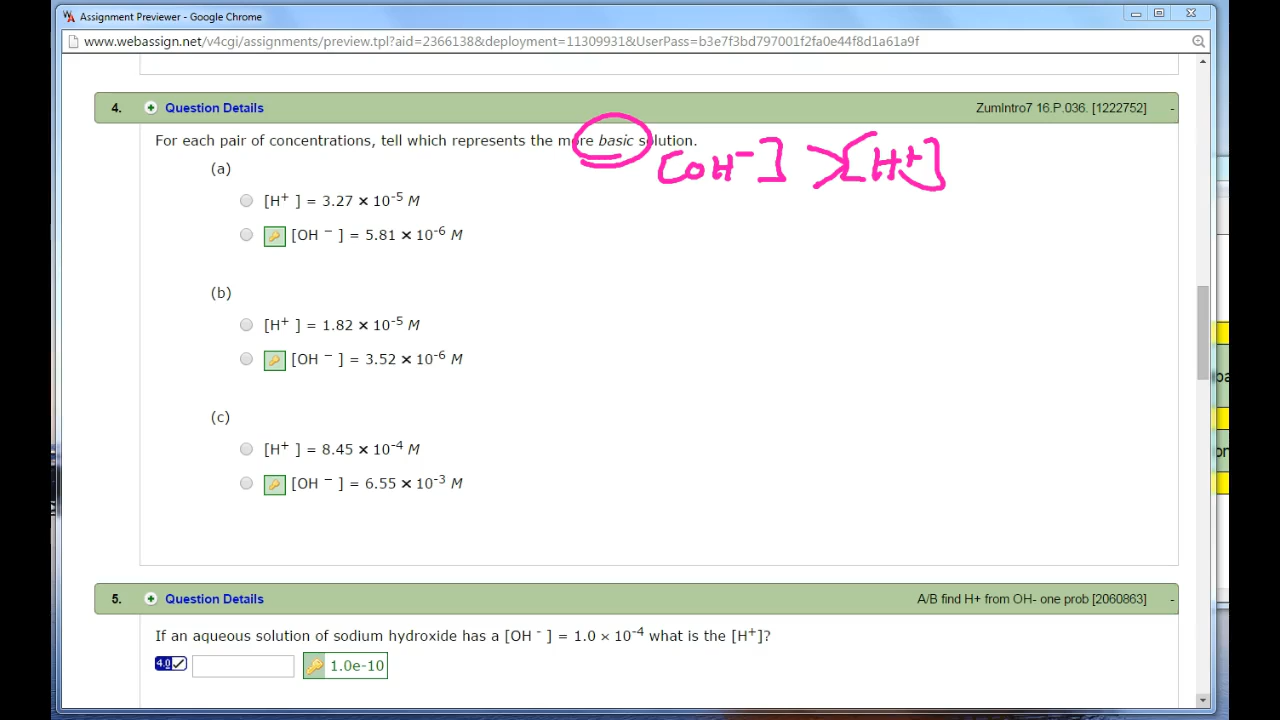 Assignment Previewer - Google Chrome
www.webassign.net/v4cgi/assignments/preview.tpl?aid=2366138&deployment=11309931&UserPass=b3e7f3bd797001f2fa0e44f8d1a61a9f
4. + Question Details ZumIntro7 16.P.036. [1222752] -
For each pair of concentrations, tell which represents the more basic solution.
[OH⁻] > [H+]
(a)
[H⁺ ] = 3.27 × 10⁻⁵ M
[OH ⁻ ] = 5.81 × 10⁻⁶ M
(b)
[H⁺ ] = 1.82 × 10⁻⁵ M
[OH ⁻ ] = 3.52 × 10⁻⁶ M
(c)
[H⁺ ] = 8.45 × 10⁻⁴ M
[OH ⁻ ] = 6.55 × 10⁻³ M
5. + Question Details A/B find H+ from OH- one prob [2060863] -
If an aqueous solution of sodium hydroxide has a [OH ⁻ ] = 1.0 × 10⁻⁴ what is the [H⁺]?
4.0 1.0e-10